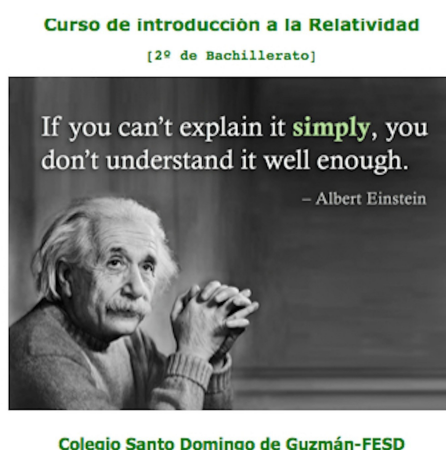 Curso de introducción a la Relatividad
[2º de Bachillerato]
If you can't explain it simply, you
don't understand it well enough.
– Albert Einstein
Colegio Santo Domingo de Guzmán-FESD